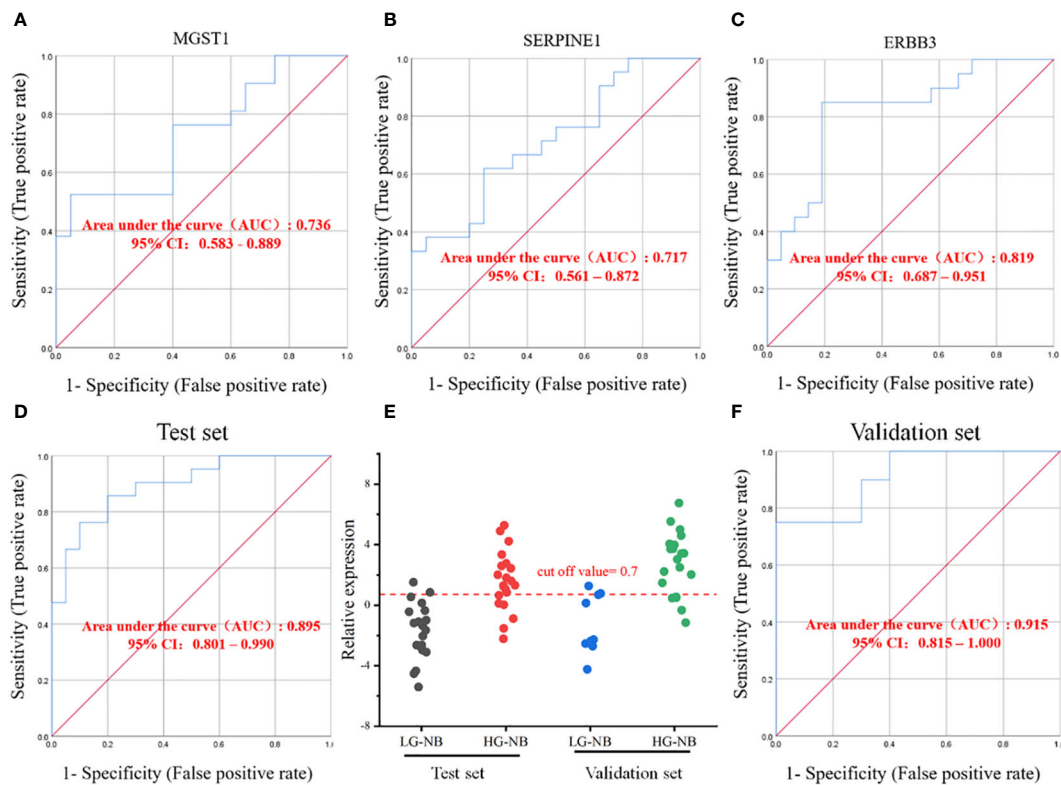 A
MGST1
1.0
0.8
0.6
0.4
0.2
0.0
0.0 0.2 0.4 0.6 0.8 1.0
Sensitivity (True positive rate)
Area under the curve（AUC）: 0.736
95% CI：0.583 - 0.889
1- Specificity (False positive rate)
B
SERPINE1
1.0
0.8
0.6
0.4
0.2
0.0
0.0 0.2 0.4 0.6 0.8 1.0
Sensitivity (True positive rate)
Area under the curve（AUC）: 0.717
95% CI：0.561 – 0.872
1- Specificity (False positive rate)
C
ERBB3
1.0
0.8
0.6
0.4
0.2
0.0
0.0 0.2 0.4 0.6 0.8 1.0
Sensitivity (True positive rate)
Area under the curve（AUC）: 0.819
95% CI：0.687 – 0.951
1- Specificity (False positive rate)
D
Test set
1.0
0.8
0.6
0.4
0.2
0.0
0.0 0.2 0.4 0.6 0.8 1.0
Sensitivity (True positive rate)
Area under the curve（AUC）: 0.895
95% CI：0.801 – 0.990
1- Specificity (False positive rate)
E
Relative expression
8
4
0
-4
-8
cut off value= 0.7
LG-NB HG-NB LG-NB HG-NB
Test set Validation set
F
Validation set
1.0
0.8
0.6
0.4
0.2
0.0
0.0 0.2 0.4 0.6 0.8 1.0
Sensitivity (True positive rate)
Area under the curve（AUC）: 0.915
95% CI：0.815 – 1.000
1- Specificity (False positive rate)